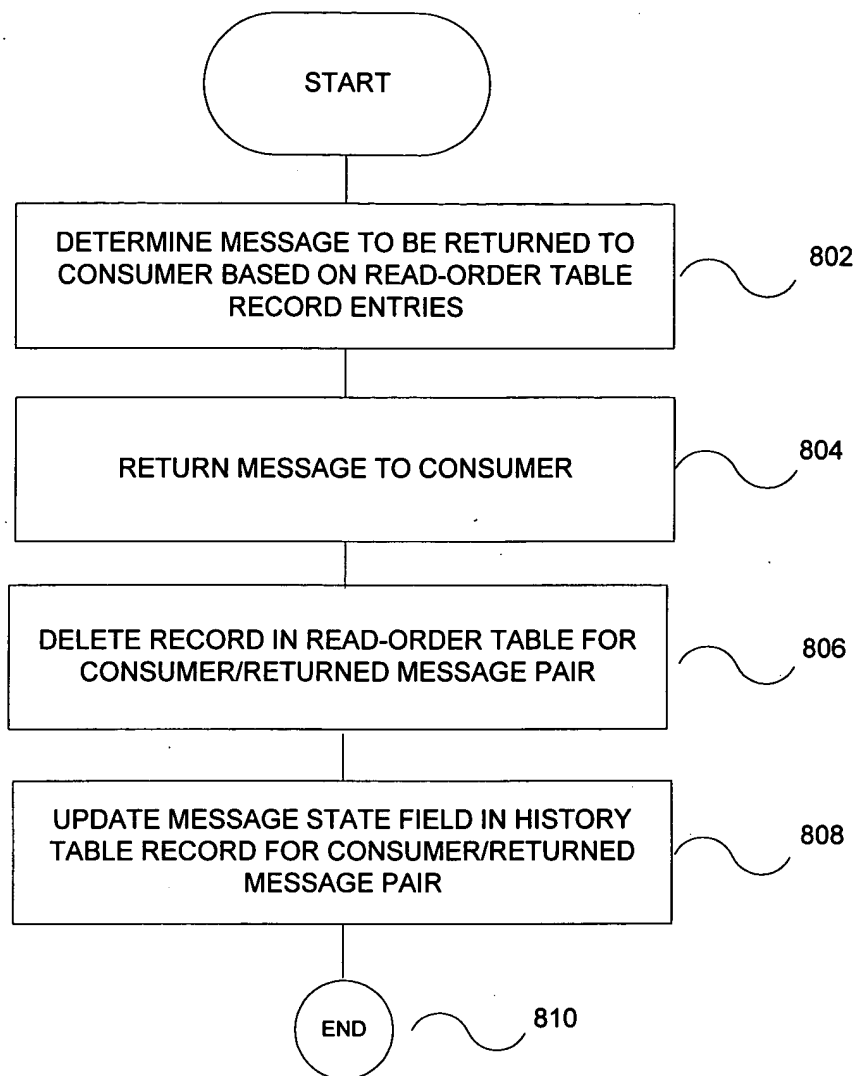 START
DETERMINE MESSAGE TO BE RETURNED TO
CONSUMER BASED ON READ-ORDER TABLE
RECORD ENTRIES
802
RETURN MESSAGE TO CONSUMER
804
DELETE RECORD IN READ-ORDER TABLE FOR
CONSUMER/RETURNED MESSAGE PAIR
806
UPDATE MESSAGE STATE FIELD IN HISTORY
TABLE RECORD FOR CONSUMER/RETURNED
MESSAGE PAIR
808
END
810